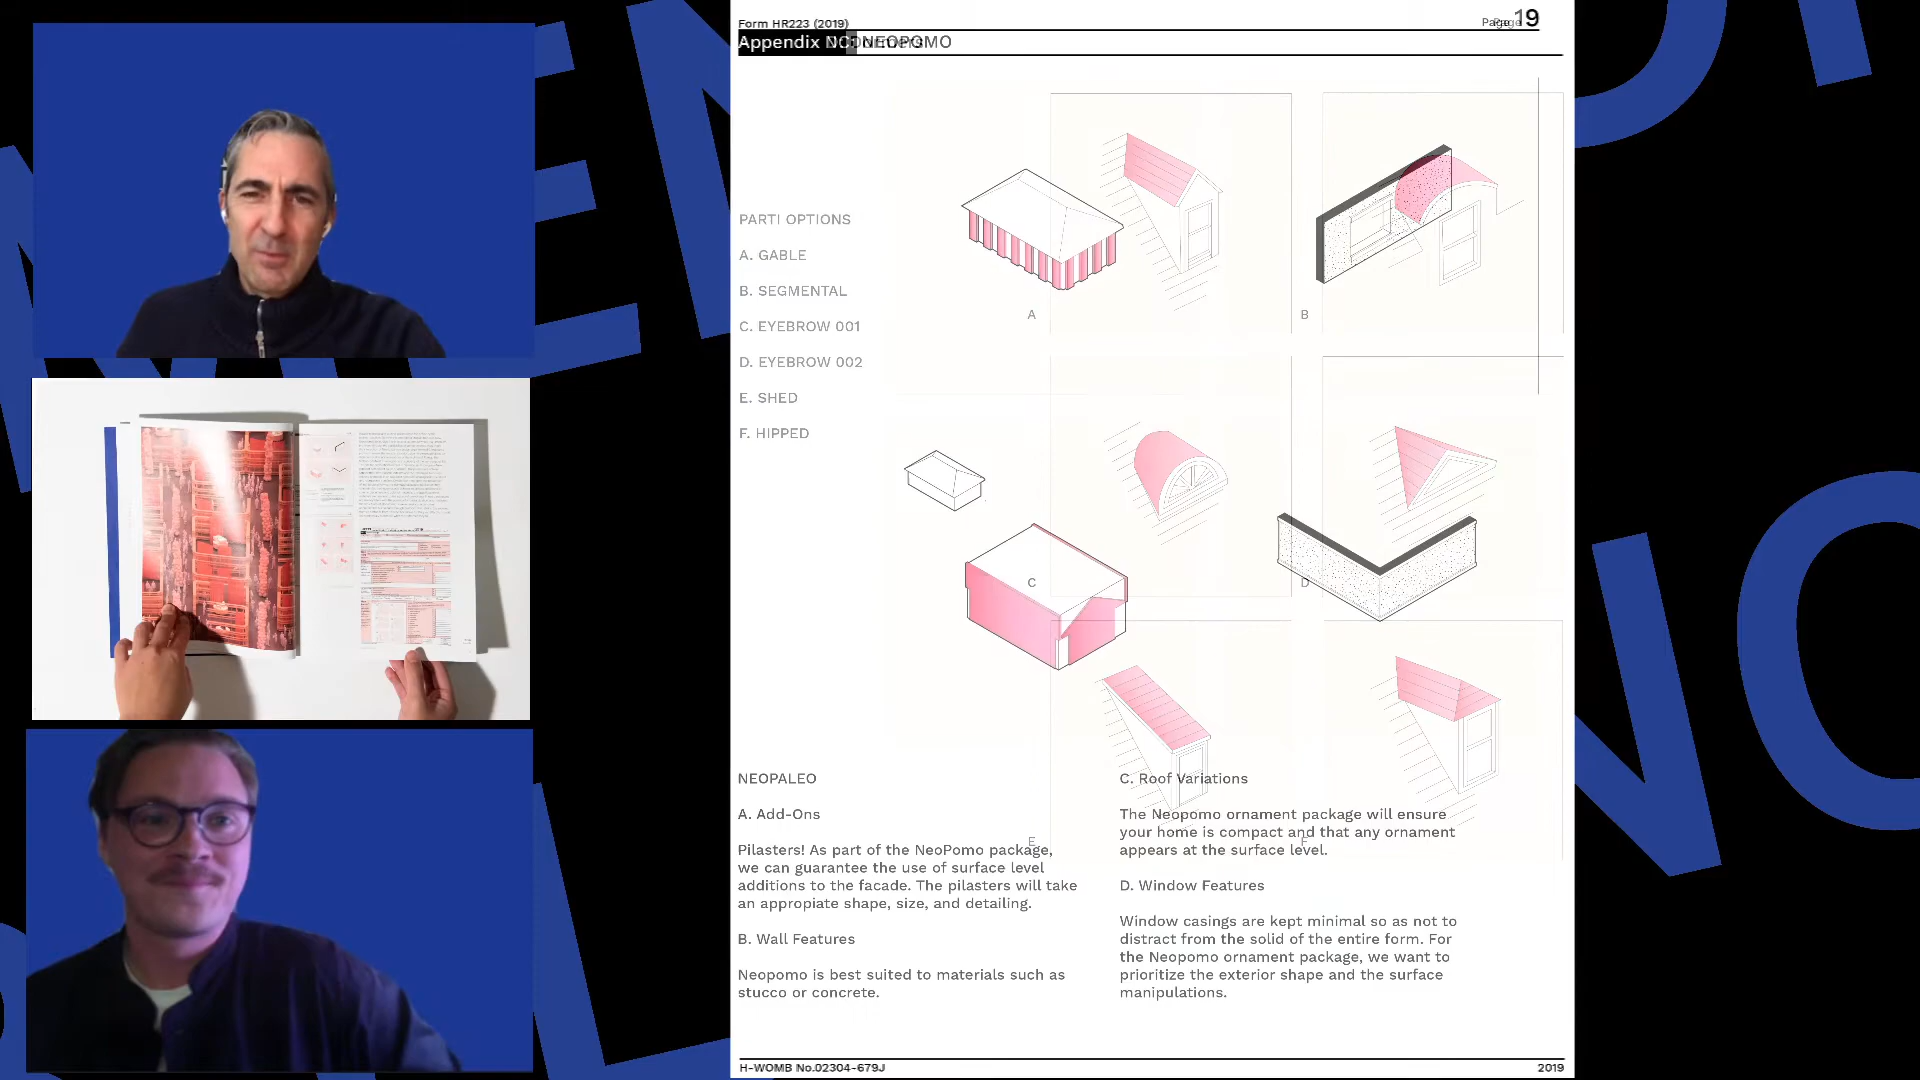 Form HR223 (2019)
Page 19
Appendix
NEOPOMO
PARTI OPTIONS
A. GABLE
B. SEGMENTAL
C. EYEBROW 001
D. EYEBROW 002
E. SHED
F. HIPPED
A
B
C
D
E
F
NEOPALEO
A. Add-Ons
Pilasters! As part of the NeoPomo package,
we can guarantee the use of surface level
additions to the facade. The pilasters will take
an appropiate shape, size, and detailing.
B. Wall Features
Neopomo is best suited to materials such as
stucco or concrete.
C. Roof Variations
The Neopomo ornament package will ensure
your home is compact and that any ornament
appears at the surface level.
D. Window Features
Window casings are kept minimal so as not to
distract from the solid of the entire form. For
the Neopomo ornament package, we want to
prioritize the exterior shape and the surface
manipulations.
H-WOMB No.02304-679J
2019